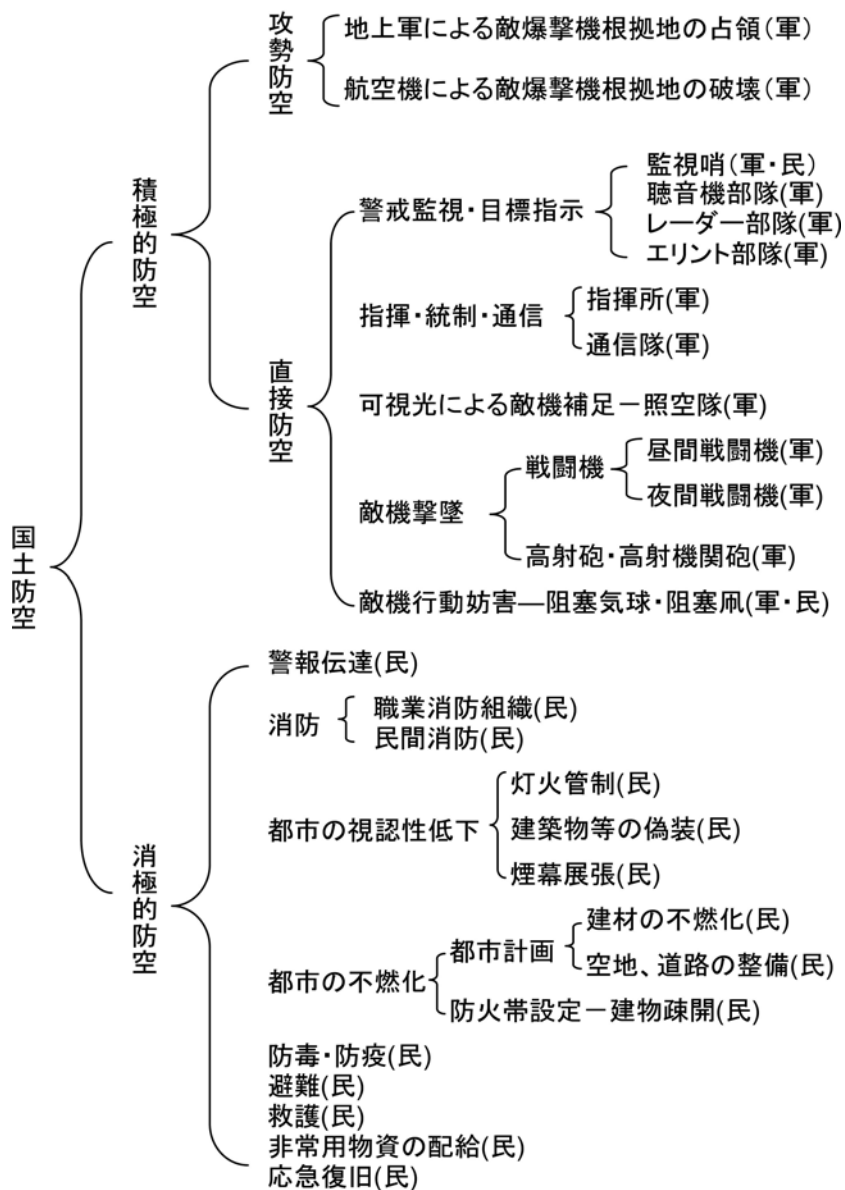 国土防空
積極的防空
攻勢防空
地上軍による敵爆撃機根拠地の占領(軍)
航空機による敵爆撃機根拠地の破壊(軍)
直接防空
警戒監視・目標指示
監視哨(軍・民)
聴音機部隊(軍)
レーダー部隊(軍)
エリント部隊(軍)
指揮・統制・通信
指揮所(軍)
通信隊(軍)
可視光による敵機補足－照空隊(軍)
敵機撃墜
戦闘機
昼間戦闘機(軍)
夜間戦闘機(軍)
高射砲・高射機関砲(軍)
敵機行動妨害―阻塞気球・阻塞凧(軍・民)
消極的防空
警報伝達(民)
消防
職業消防組織(民)
民間消防(民)
都市の視認性低下
灯火管制(民)
建築物等の偽装(民)
煙幕展張(民)
都市の不燃化
都市計画
建材の不燃化(民)
空地、道路の整備(民)
防火帯設定－建物疎開(民)
防毒・防疫(民)
避難(民)
救護(民)
非常用物資の配給(民)
応急復旧(民)